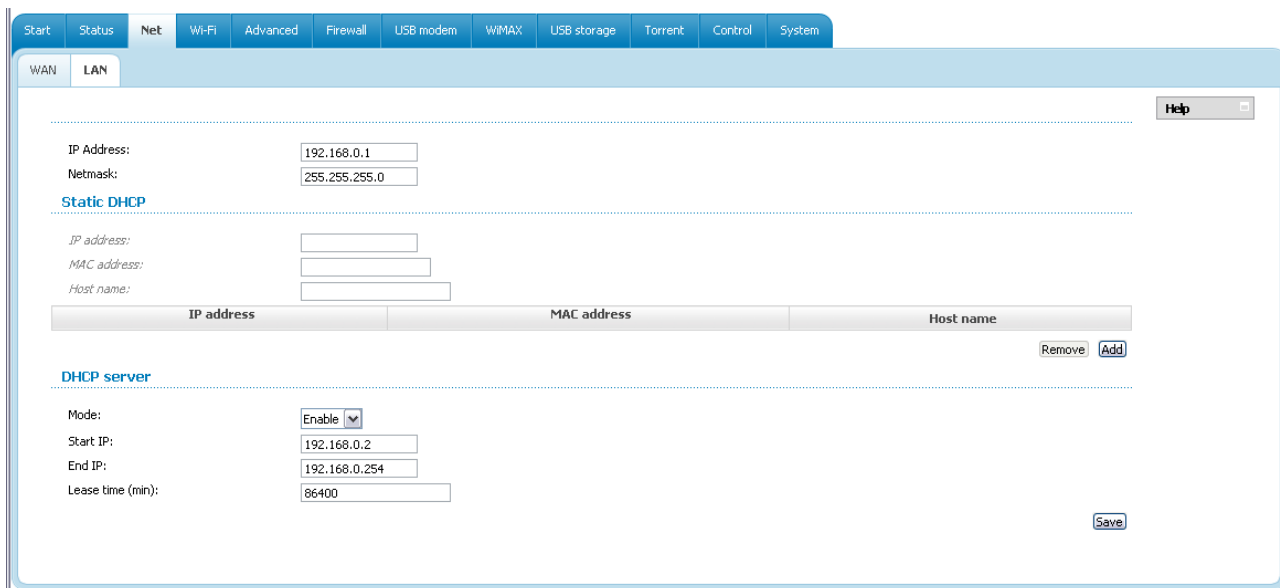 Start Status Net Wi-Fi Advanced Firewall USB modem WiMAX USB storage Torrent Control System
WAN LAN
Help
IP Address: 192.168.0.1
Netmask: 255.255.255.0
Static DHCP
IP address:
MAC address:
Host name:
IP address MAC address Host name
Remove Add
DHCP server
Mode: Enable
Start IP: 192.168.0.2
End IP: 192.168.0.254
Lease time (min): 86400
Save